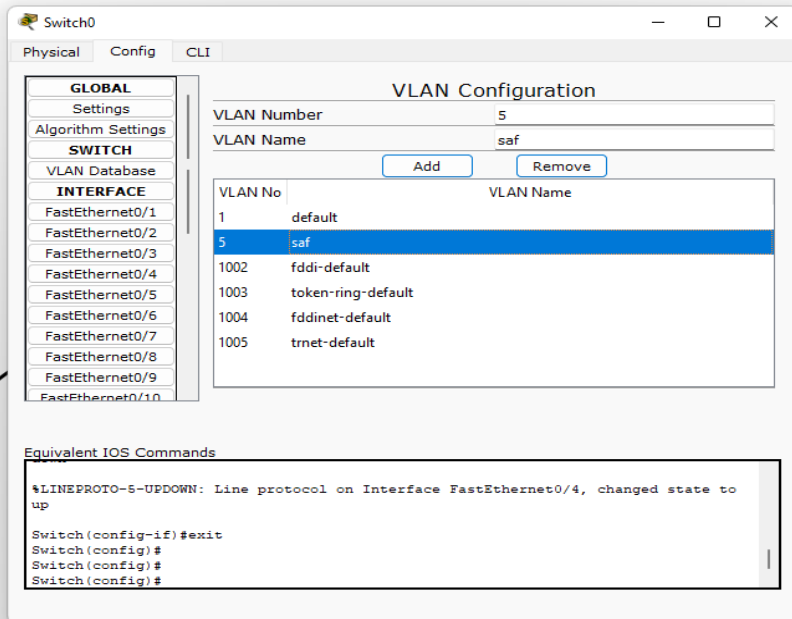 Switch0
Physical Config CLI
GLOBAL
Settings
Algorithm Settings
SWITCH
VLAN Database
INTERFACE
FastEthernet0/1
FastEthernet0/2
FastEthernet0/3
FastEthernet0/4
FastEthernet0/5
FastEthernet0/6
FastEthernet0/7
FastEthernet0/8
FastEthernet0/9
FastEthernet0/10
VLAN Configuration
VLAN Number 5
VLAN Name saf
Add Remove
VLAN No VLAN Name
1 default
5 saf
1002 fddi-default
1003 token-ring-default
1004 fddinet-default
1005 trnet-default
Equivalent IOS Commands
%LINEPROTO-5-UPDOWN: Line protocol on Interface FastEthernet0/4, changed state to
up
Switch(config-if)#exit
Switch(config)#
Switch(config)#
Switch(config)#